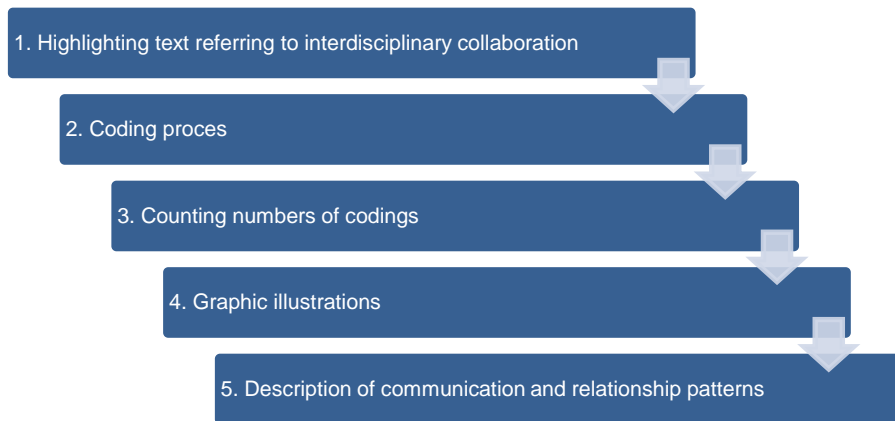 1. Highlighting text referring to interdisciplinary collaboration
2. Coding proces
3. Counting numbers of codings
4. Graphic illustrations
5. Description of communication and relationship patterns